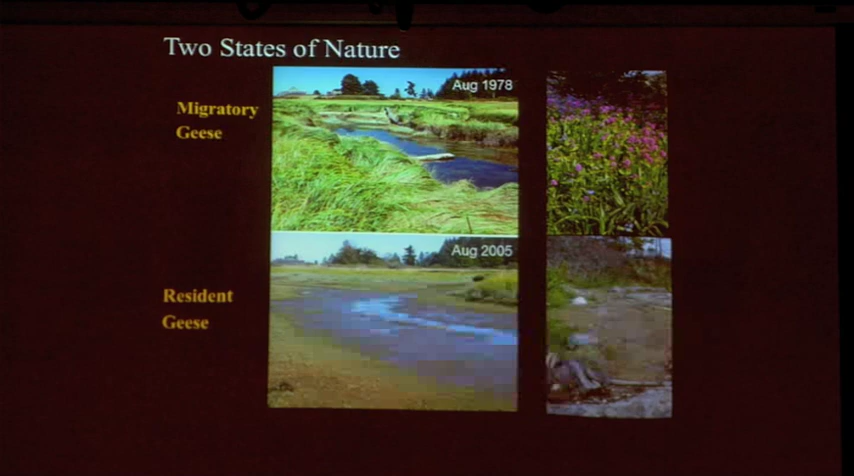 Two States of Nature
Aug 1978
Migratory
Geese
Aug 2005
Resident
Geese